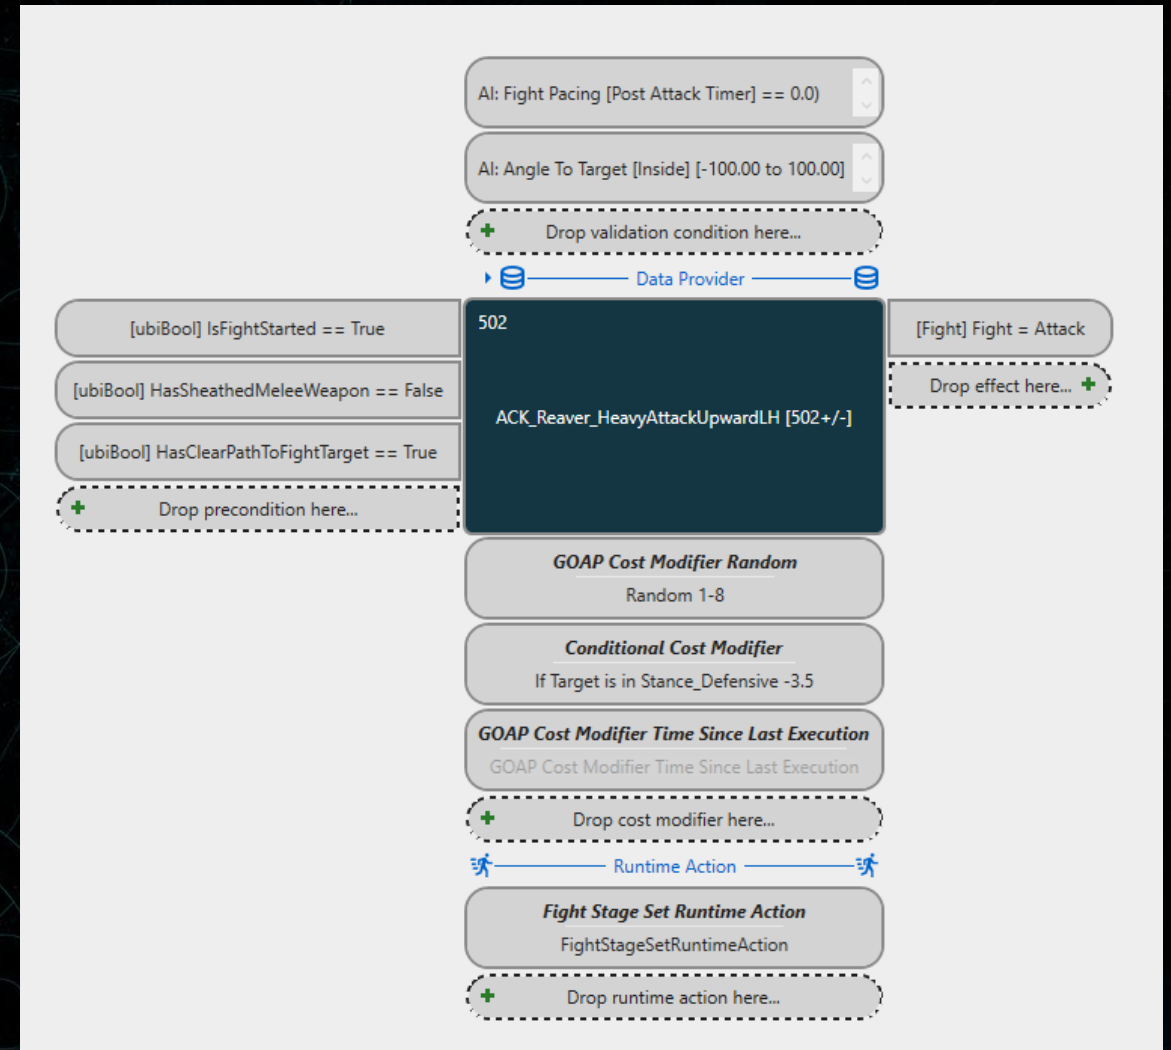 AI: Fight Pacing [Post Attack Timer] == 0.0)
AI: Angle To Target [Inside] [-100.00 to 100.00]
Drop validation condition here...
Data Provider
[ubiBool] IsFightStarted == True
[ubiBool] HasSheathedMeleeWeapon == False
[ubiBool] HasClearPathToFightTarget == True
Drop precondition here...
502
ACK_Reaver_HeavyAttackUpwardLH [502+/-]
[Fight] Fight = Attack
Drop effect here...
GOAP Cost Modifier Random
Random 1-8
Conditional Cost Modifier
If Target is in Stance_Defensive -3.5
GOAP Cost Modifier Time Since Last Execution
GOAP Cost Modifier Time Since Last Execution
Drop cost modifier here...
Runtime Action
Fight Stage Set Runtime Action
FightStageSetRuntimeAction
Drop runtime action here...